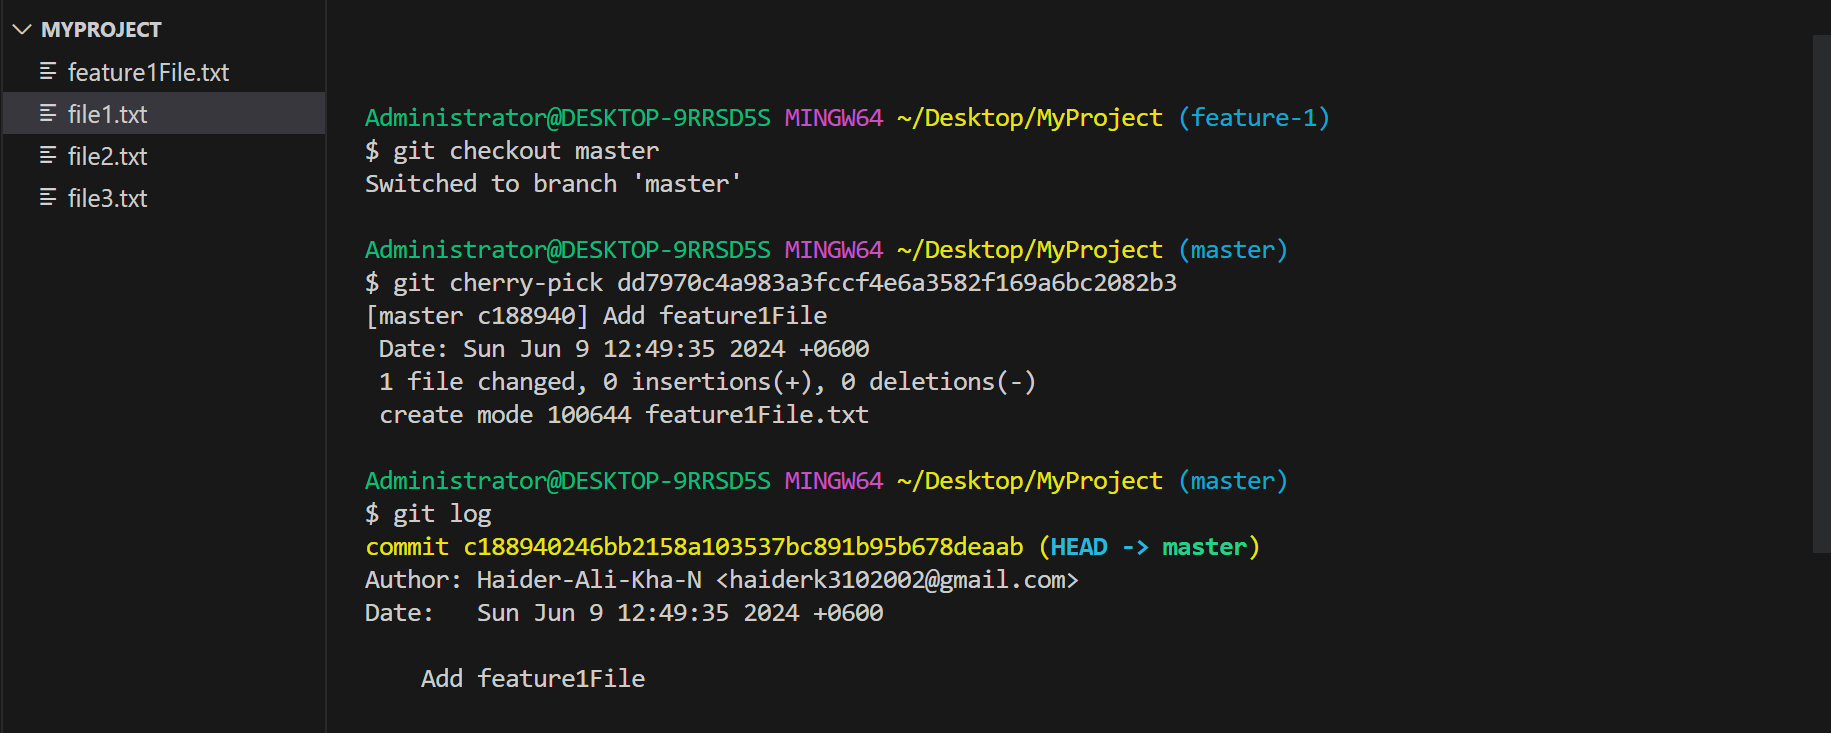 MYPROJECT
feature1File.txt
file1.txt
file2.txt
file3.txt
Administrator@DESKTOP-9RRSD5S MINGW64 ~/Desktop/MyProject (feature-1)
$ git checkout master
Switched to branch 'master'
Administrator@DESKTOP-9RRSD5S MINGW64 ~/Desktop/MyProject (master)
$ git cherry-pick dd7970c4a983a3fccf4e6a3582f169a6bc2082b3
[master c188940] Add feature1File
 Date: Sun Jun 9 12:49:35 2024 +0600
 1 file changed, 0 insertions(+), 0 deletions(-)
 create mode 100644 feature1File.txt
Administrator@DESKTOP-9RRSD5S MINGW64 ~/Desktop/MyProject (master)
$ git log
commit c188940246bb2158a103537bc891b95b678deaab (HEAD -> master)
Author: Haider-Ali-Kha-N <haiderk3102002@gmail.com>
Date:   Sun Jun 9 12:49:35 2024 +0600
    Add feature1File